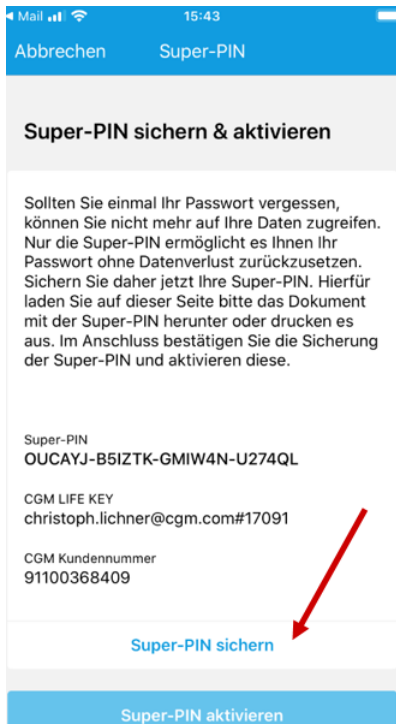 Mail 15:43
Abbrechen Super-PIN
Super-PIN sichern & aktivieren
Sollten Sie einmal Ihr Passwort vergessen,
können Sie nicht mehr auf Ihre Daten zugreifen.
Nur die Super-PIN ermöglicht es Ihnen Ihr
Passwort ohne Datenverlust zurückzusetzen.
Sichern Sie daher jetzt Ihre Super-PIN. Hierfür
laden Sie auf dieser Seite bitte das Dokument
mit der Super-PIN herunter oder drucken es
aus. Im Anschluss bestätigen Sie die Sicherung
der Super-PIN und aktivieren diese.
Super-PIN
OUCAYJ-B5IZTK-GMIW4N-U274QL
CGM LIFE KEY
christoph.lichner@cgm.com#17091
CGM Kundennummer
91100368409
Super-PIN sichern
Super-PIN aktivieren